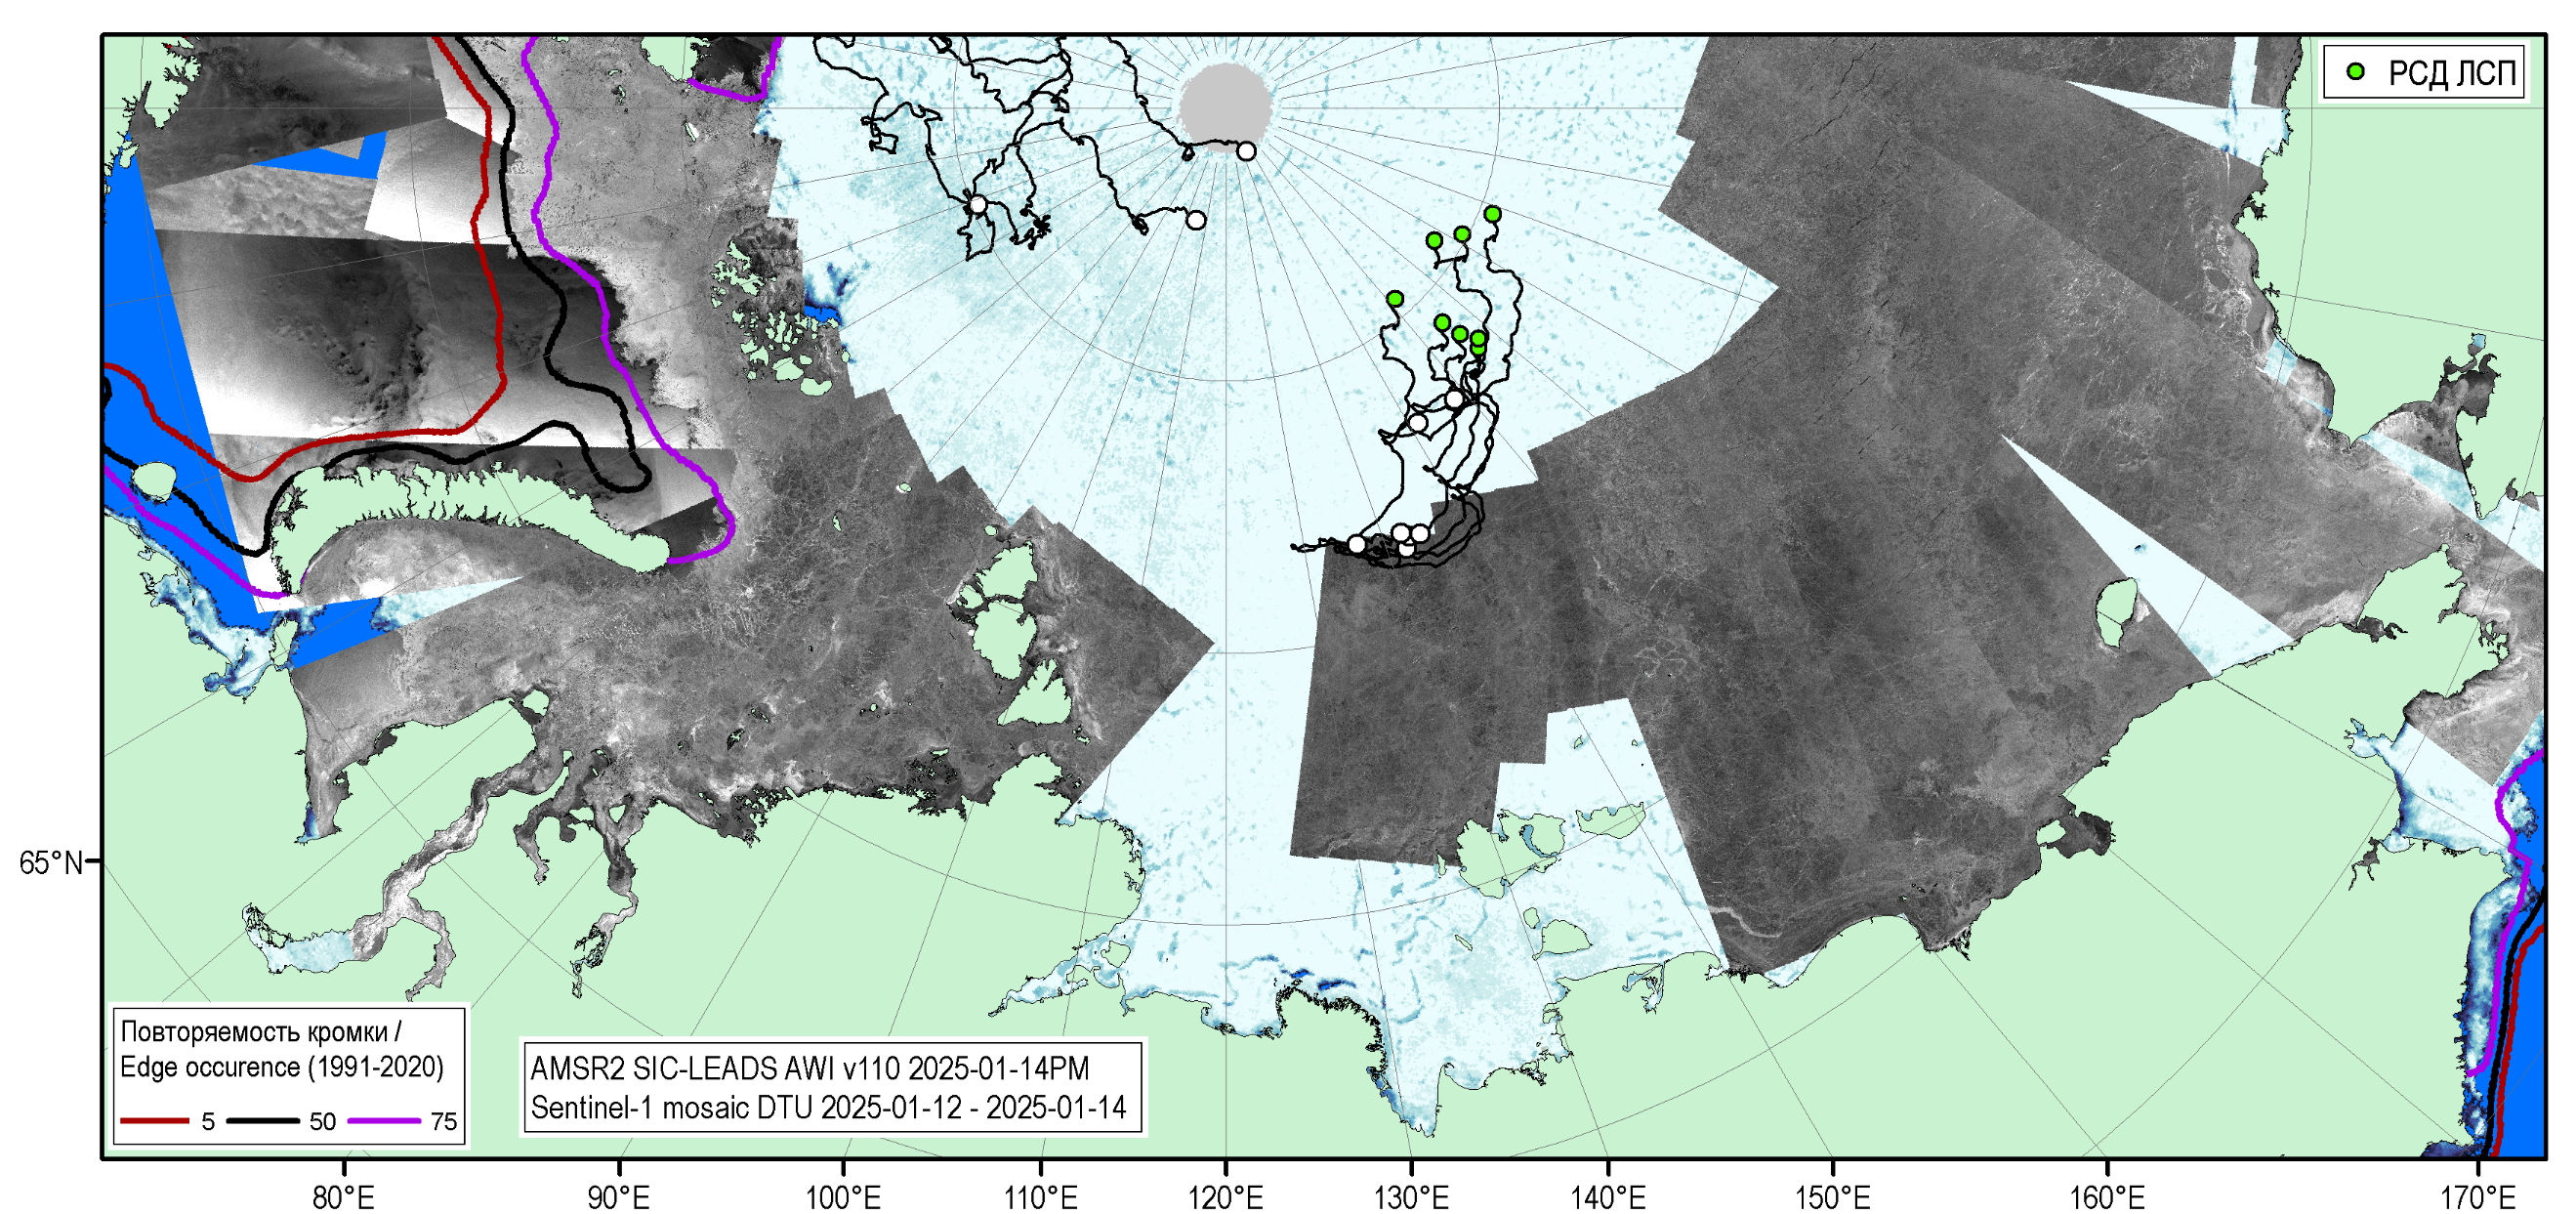 РСД ЛСП
65°N
Повторяемость кромки /
Edge occurence (1991-2020)
5 50 75
AMSR2 SIC-LEADS AWI v110 2025-01-14PM
Sentinel-1 mosaic DTU 2025-01-12 - 2025-01-14
80°E 90°E 100°E 110°E 120°E 130°E 140°E 150°E 160°E 170°E